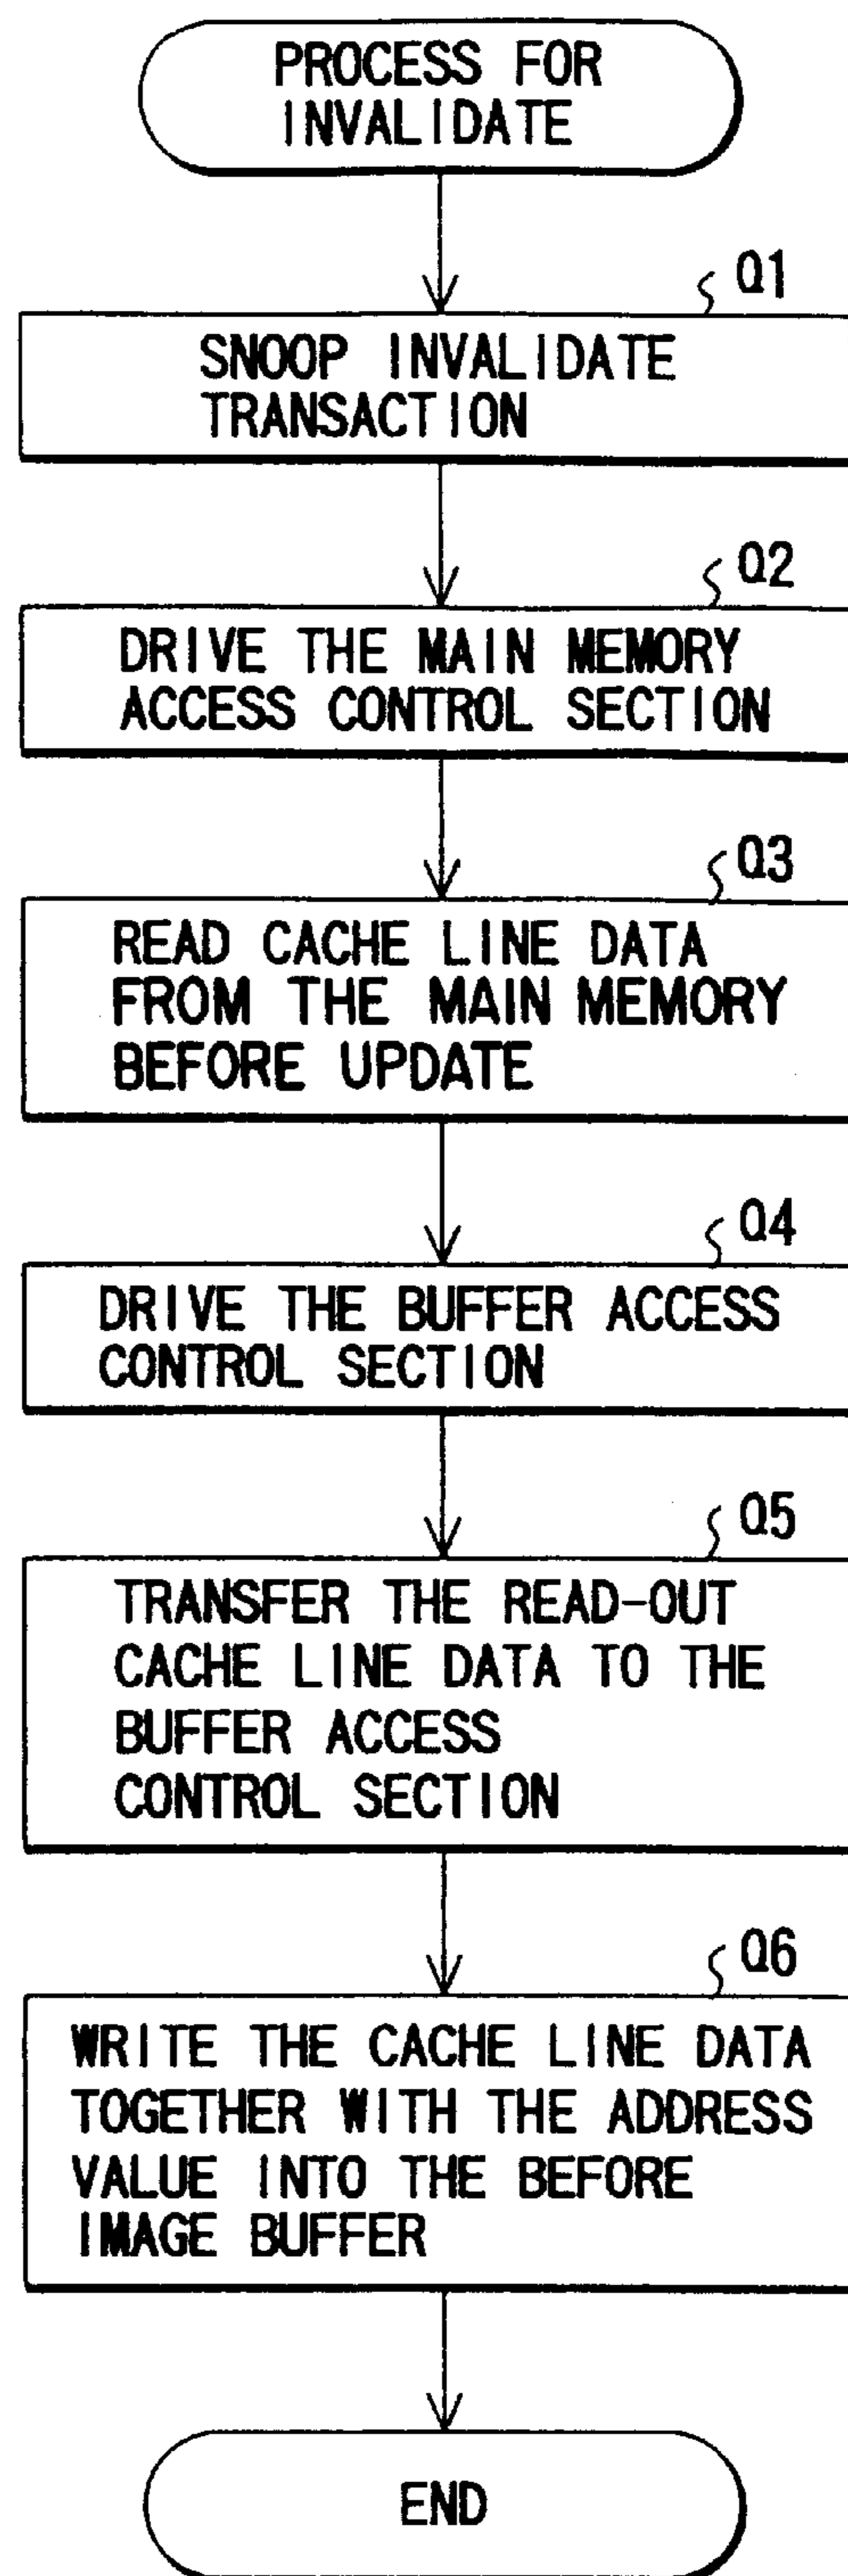 PROCESS FOR
INVALIDATE
Q1
SNOOP INVALIDATE
TRANSACTION
Q2
DRIVE THE MAIN MEMORY
ACCESS CONTROL SECTION
Q3
READ CACHE LINE DATA
FROM THE MAIN MEMORY
BEFORE UPDATE
Q4
DRIVE THE BUFFER ACCESS
CONTROL SECTION
Q5
TRANSFER THE READ-OUT
CACHE LINE DATA TO THE
BUFFER ACCESS
CONTROL SECTION
Q6
WRITE THE CACHE LINE DATA
TOGETHER WITH THE ADDRESS
VALUE INTO THE BEFORE
IMAGE BUFFER
END